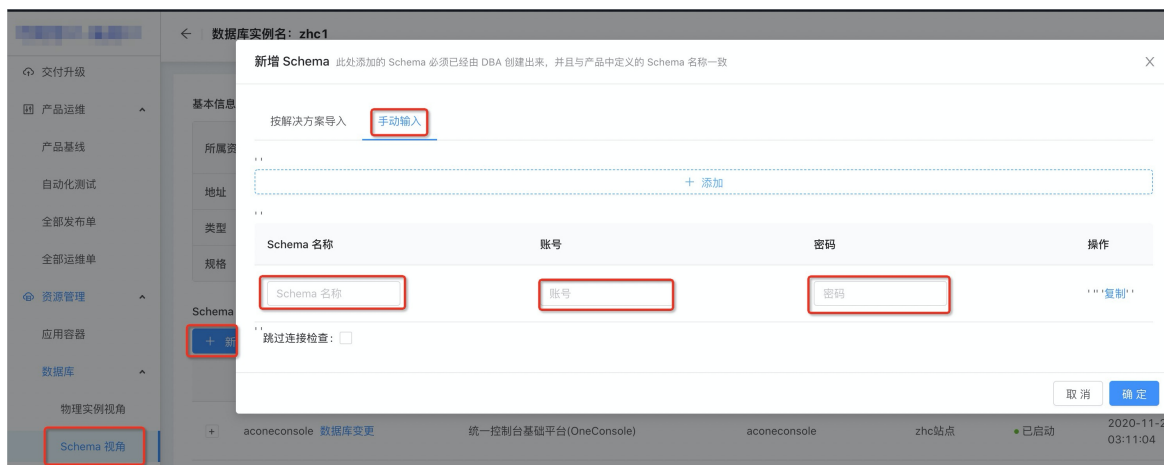 ← 数据库实例名：zhc1
交付升级
产品运维
产品基线
自动化测试
全部发布单
全部运维单
资源管理
应用容器
数据库
物理实例视角
Schema 视角
基本信息
所属资
地址
类型
规格
Schema
+ 新
新增 Schema 此处添加的 Schema 必须已经由 DBA 创建出来，并且与产品中定义的 Schema 名称一致
按解决方案导入 手动输入
' '
+ 添加
' '
Schema 名称 账号 密码 操作
Schema 名称 账号 密码 ' '' '复制' '
' '
跳过连接检查：
取消 确定
+ aconeconsole 数据库变更 统一控制台基础平台(OneConsole) aconeconsole zhc站点 已启动 2020-11-2
03:11:04